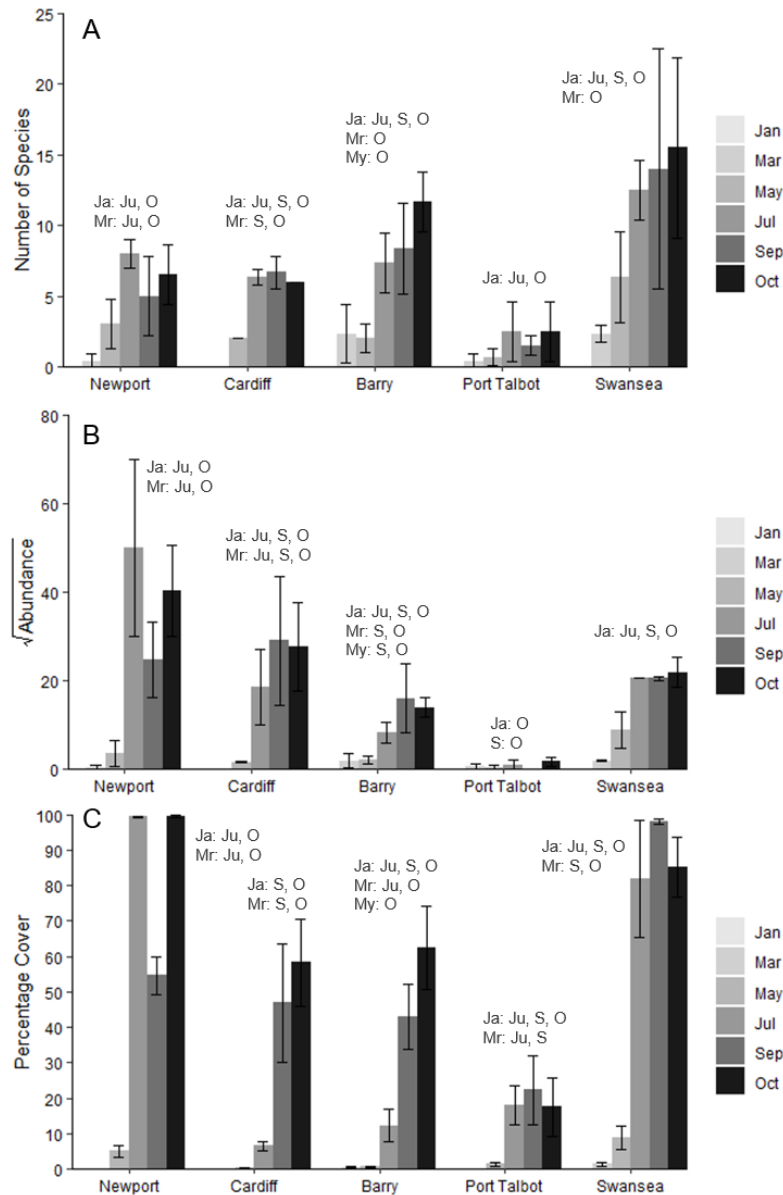 A
Number of Species
25
20
15
10
5
0
Ja: Ju, O
Mr: Ju, O
Ja: Ju, S, O
Mr: S, O
Ja: Ju, S, O
Mr: O
My: O
Ja: Ju, O
Ja: Ju, S, O
Mr: O
Newport
Cardiff
Barry
Port Talbot
Swansea
Jan
Mar
May
Jul
Sep
Oct
B
√Abundance
80
60
40
20
0
Ja: Ju, O
Mr: Ju, O
Ja: Ju, S, O
Mr: Ju, S, O
Ja: Ju, S, O
Mr: S, O
My: S, O
Ja: O
S: O
Ja: Ju, S, O
Newport
Cardiff
Barry
Port Talbot
Swansea
Jan
Mar
May
Jul
Sep
Oct
C
Percentage Cover
100
90
80
70
60
50
40
30
20
10
0
Ja: Ju, O
Mr: Ju, O
Ja: S, O
Mr: S, O
Ja: Ju, S, O
Mr: Ju, O
My: O
Ja: Ju, S, O
Mr: Ju, S
Ja: Ju, S, O
Mr: S, O
Newport
Cardiff
Barry
Port Talbot
Swansea
Jan
Mar
May
Jul
Sep
Oct